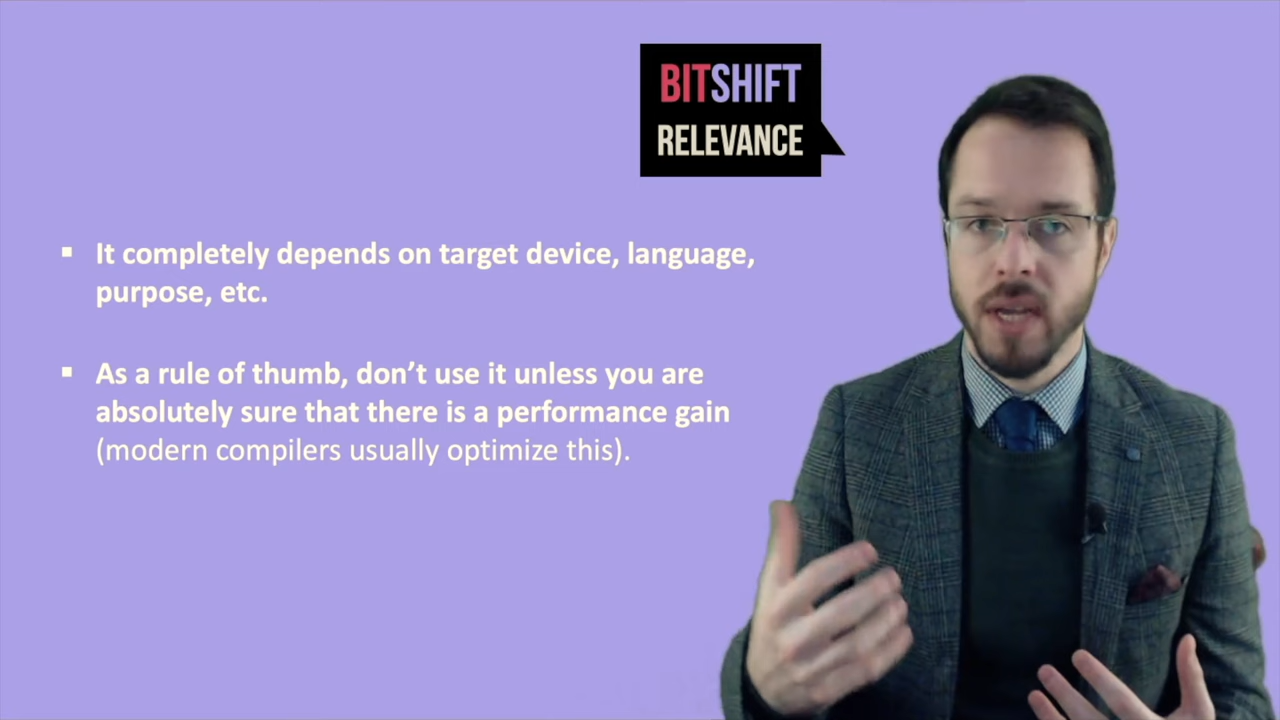 BITSHIFT
RELEVANCE
▪ It completely depends on target device, language,
purpose, etc.
▪ As a rule of thumb, don’t use it unless you are
absolutely sure that there is a performance gain
(modern compilers usually optimize this).